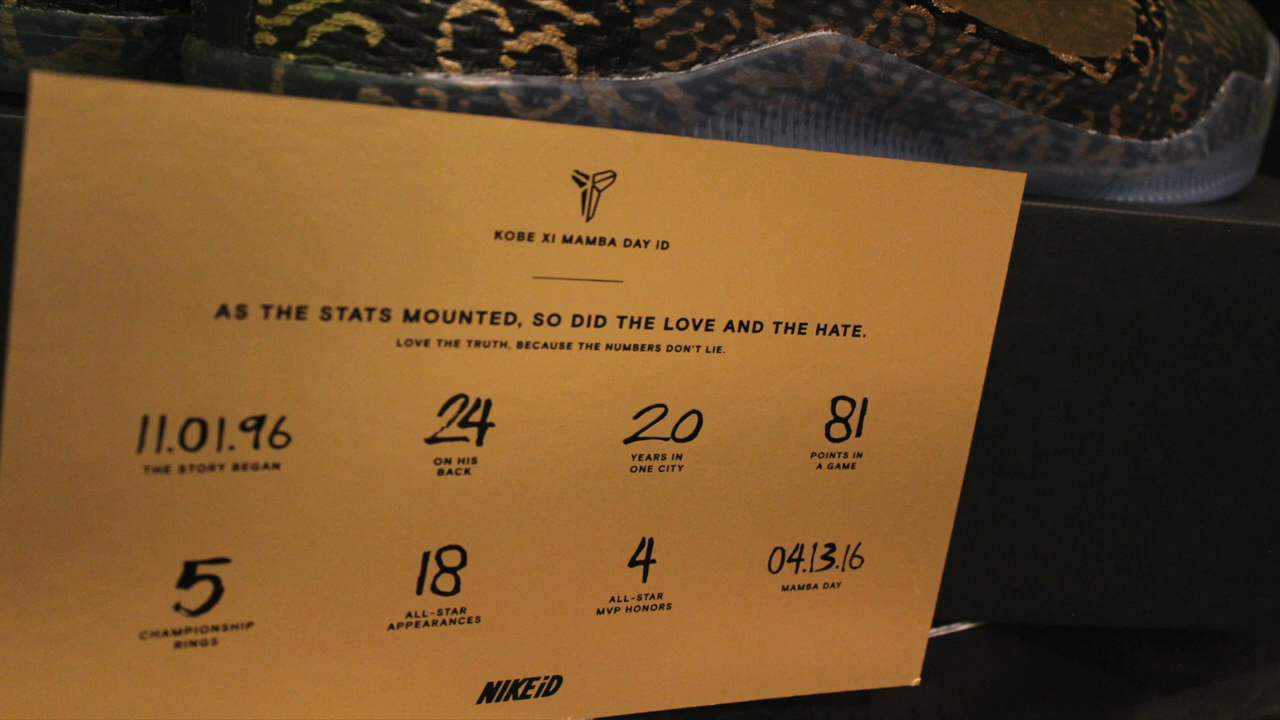 KOBE XI MAMBA DAY iD
AS THE STATS MOUNTED, SO DID THE LOVE AND THE HATE.
LOVE THE TRUTH, BECAUSE THE NUMBERS DON'T LIE.
11.01.96
THE STORY BEGAN
24
ON HIS
BACK
20
YEARS IN
ONE CITY
81
POINTS IN
A GAME
5
CHAMPIONSHIP
RINGS
18
ALL-STAR
APPEARANCES
4
ALL-STAR
MVP HONORS
04.13.16
MAMBA DAY
NIKEiD